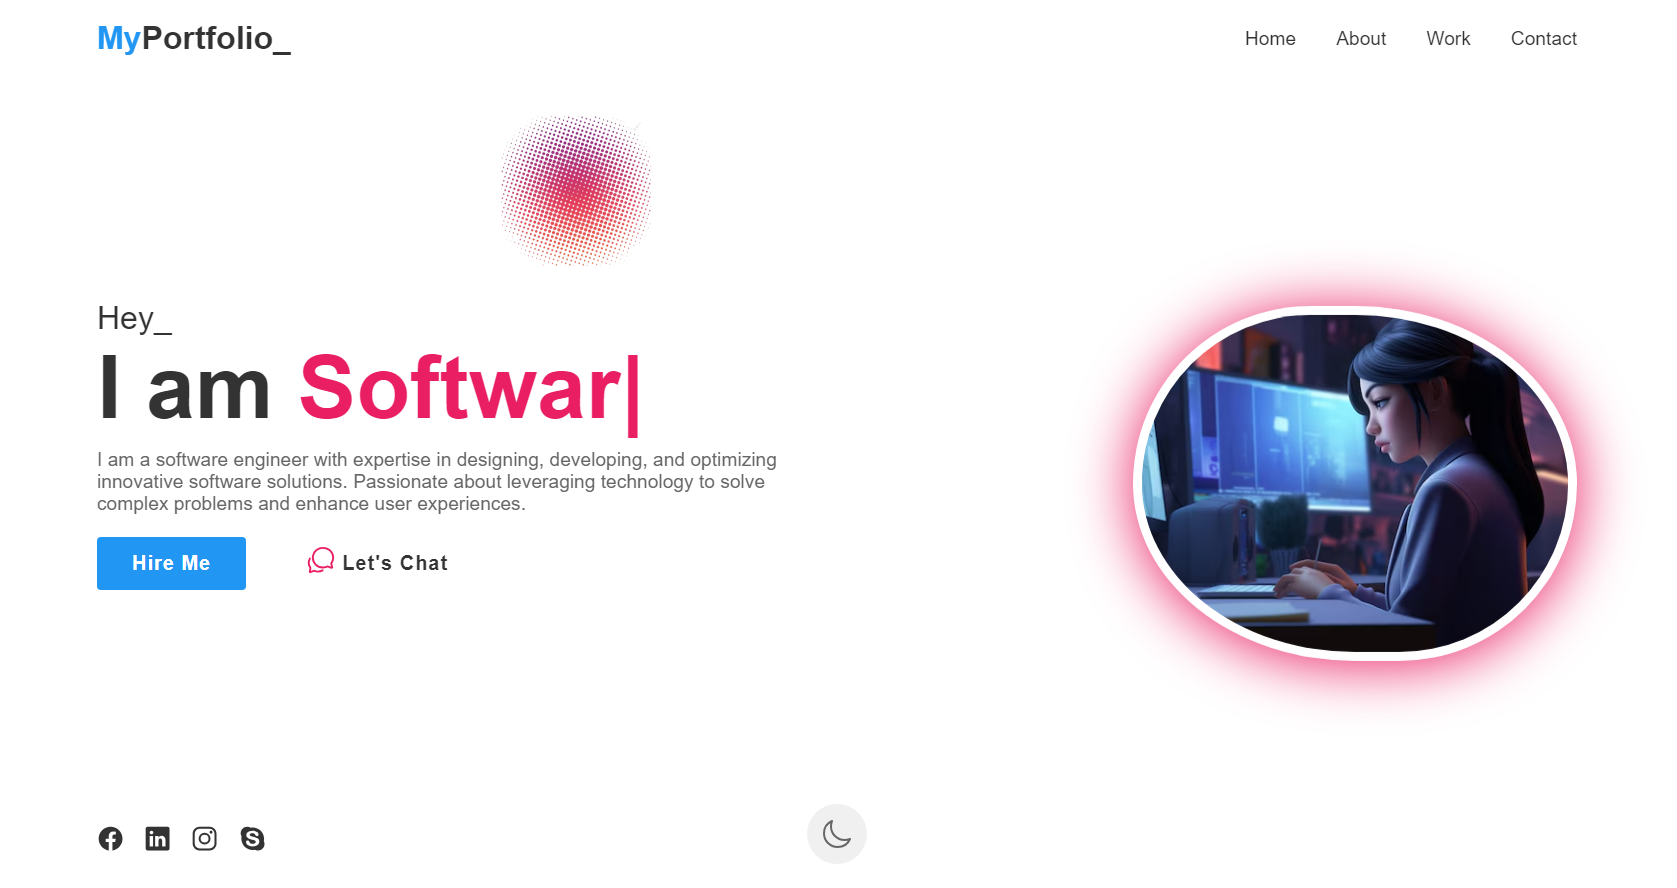 MyPortfolio_
Home About Work Contact
Hey_
I am Softwar|
I am a software engineer with expertise in designing, developing, and optimizing
innovative software solutions. Passionate about leveraging technology to solve
complex problems and enhance user experiences.
Hire Me
Let's Chat